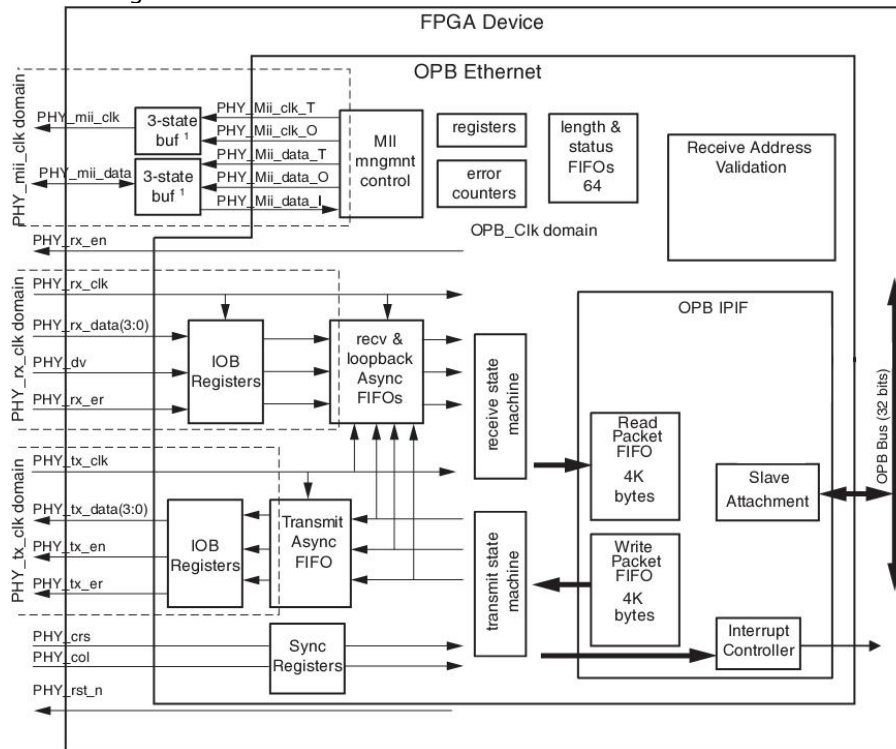 FPGA Device
OPB Ethernet
PHY_mii_clk domain
PHY_mii_clk
3-state
buf 1
PHY_Mii_clk_T
PHY_Mii_clk_O
PHY_Mii_data_T
PHY_Mii_data_O
PHY_Mii_data_I
PHY_mii_data
3-state
buf 1
MII
mngmnt
control
registers
error
counters
length &
status
FIFOs
64
Receive Address
Validation
OPB_Clk domain
PHY_rx_en
PHY_rx_clk domain
PHY_rx_clk
PHY_rx_data(3:0)
PHY_dv
PHY_rx_er
IOB
Registers
recv &
loopback
Async
FIFOs
receive state
machine
OPB IPIF
Read
Packet
FIFO
4K
bytes
Slave
Attachment
OPB Bus (32 bits)
PHY_tx_clk domain
PHY_tx_clk
PHY_tx_data(3:0)
PHY_tx_en
PHY_tx_er
IOB
Registers
Transmit
Async
FIFO
transmit state
machine
Write
Packet
FIFO
4K
bytes
Interrupt
Controller
PHY_crs
PHY_col
Sync
Registers
PHY_rst_n